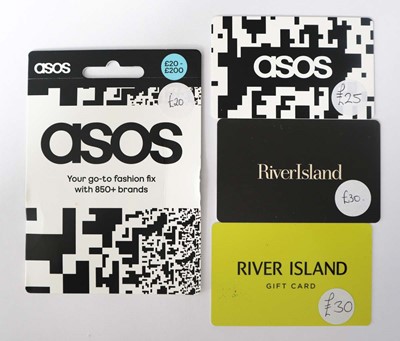 asos
£20 -
£200
£20
asos
Your go-to fashion fix
with 850+ brands
asos
£25
RiverIsland
£30
RIVER ISLAND
GIFT CARD
£30